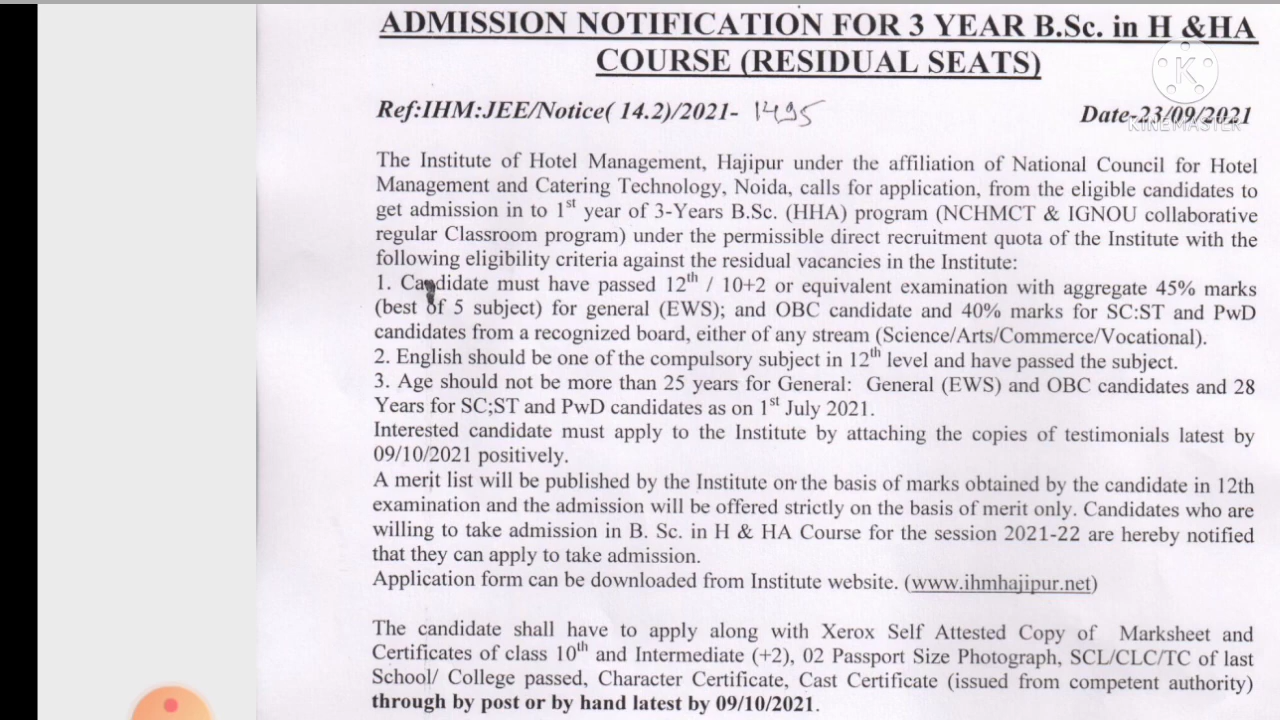 ADMISSION NOTIFICATION FOR 3 YEAR B.Sc. in H &HA
COURSE (RESIDUAL SEATS)
Ref:IHM:JEE/Notice( 14.2)/2021- 1495
Date-23/09/2021
K
KINEMASTER
The Institute of Hotel Management, Hajipur under the affiliation of National Council for Hotel
Management and Catering Technology, Noida, calls for application, from the eligible candidates to
get admission in to 1st year of 3-Years B.Sc. (HHA) program (NCHMCT & IGNOU collaborative
regular Classroom program) under the permissible direct recruitment quota of the Institute with the
following eligibility criteria against the residual vacancies in the Institute:
1. Candidate must have passed 12th / 10+2 or equivalent examination with aggregate 45% marks
(best of 5 subject) for general (EWS); and OBC candidate and 40% marks for SC:ST and PwD
candidates from a recognized board, either of any stream (Science/Arts/Commerce/Vocational).
2. English should be one of the compulsory subject in 12th level and have passed the subject.
3. Age should not be more than 25 years for General: General (EWS) and OBC candidates and 28
Years for SC;ST and PwD candidates as on 1st July 2021.
Interested candidate must apply to the Institute by attaching the copies of testimonials latest by
09/10/2021 positively.
A merit list will be published by the Institute on the basis of marks obtained by the candidate in 12th
examination and the admission will be offered strictly on the basis of merit only. Candidates who are
willing to take admission in B. Sc. in H & HA Course for the session 2021-22 are hereby notified
that they can apply to take admission.
Application form can be downloaded from Institute website. (www.ihmhajipur.net)
The candidate shall have to apply along with Xerox Self Attested Copy of Marksheet and
Certificates of class 10th and Intermediate (+2), 02 Passport Size Photograph, SCL/CLC/TC of last
School/ College passed, Character Certificate, Cast Certificate (issued from competent authority)
through by post or by hand latest by 09/10/2021.